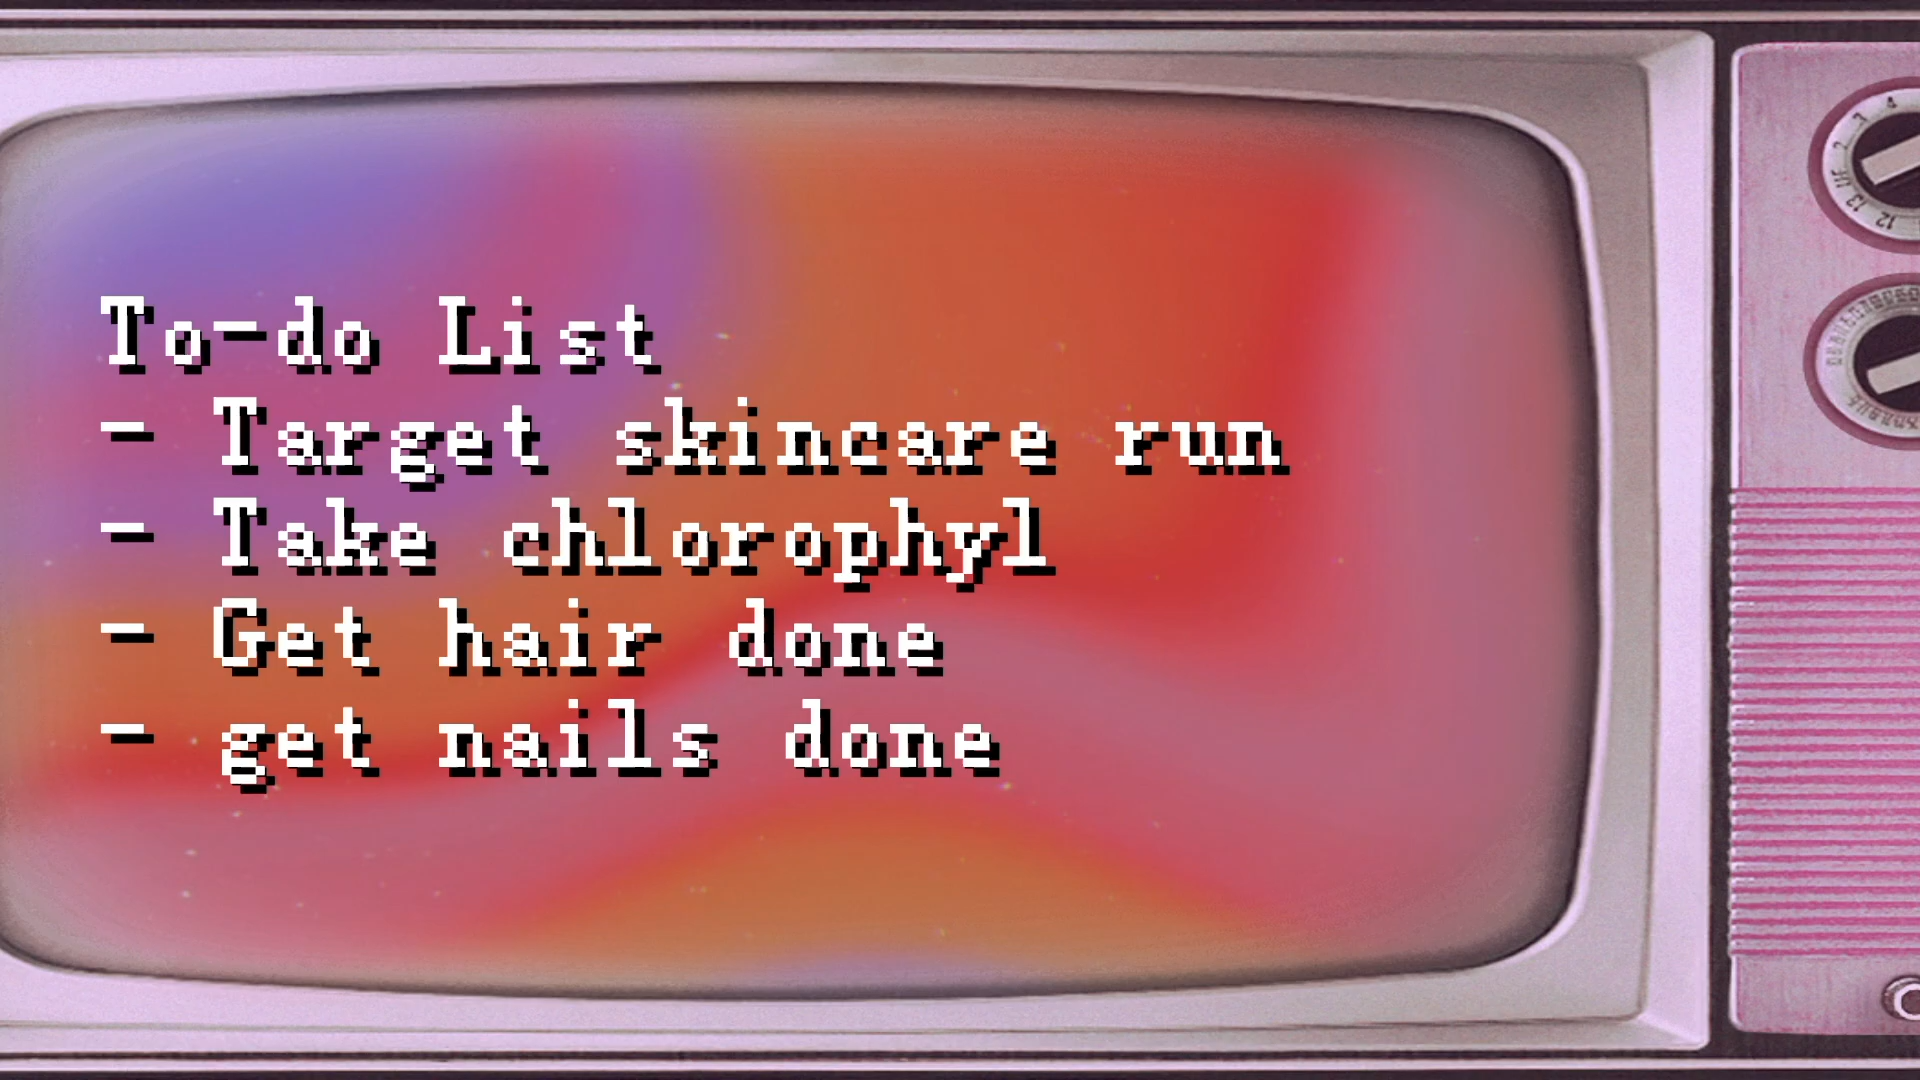 To-do List
- Target skincare run
- Take chlorophyl
- Get hair done
- get nails done